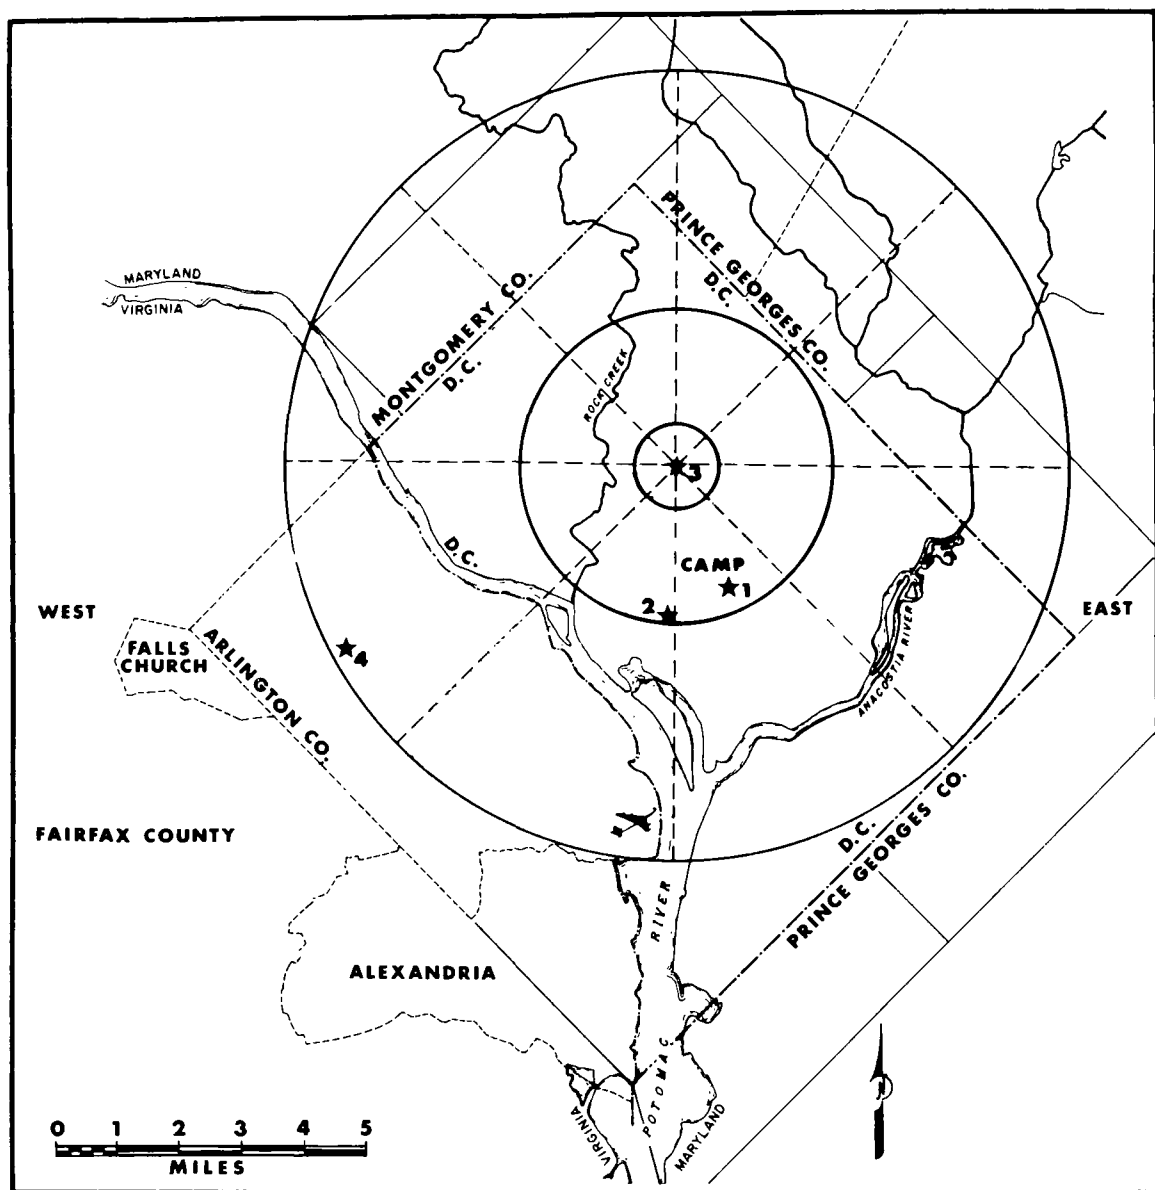 PRINCE GEORGES CO.
D.C.
MARYLAND
VIRGINIA
MONTGOMERY CO.
D.C.
ROCK CREEK
3
D.C.
CAMP
1
2
WEST
EAST
FALLS
CHURCH
4
ARLINGTON CO.
ANACOSTIA RIVER
FAIRFAX COUNTY
D.C.
PRINCE GEORGES CO.
RIVER
ALEXANDRIA
POTOMAC
VIRGINIA
MARYLAND
0 1 2 3 4 5
MILES